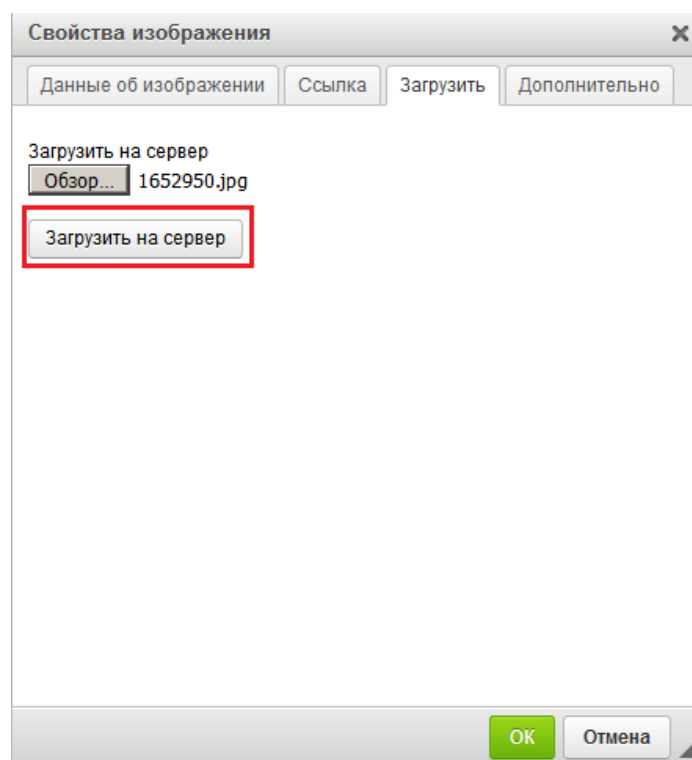 Свойства изображения
Данные об изображении Ссылка Загрузить Дополнительно
Загрузить на сервер
Обзор... 1652950.jpg
Загрузить на сервер
ОК Отмена